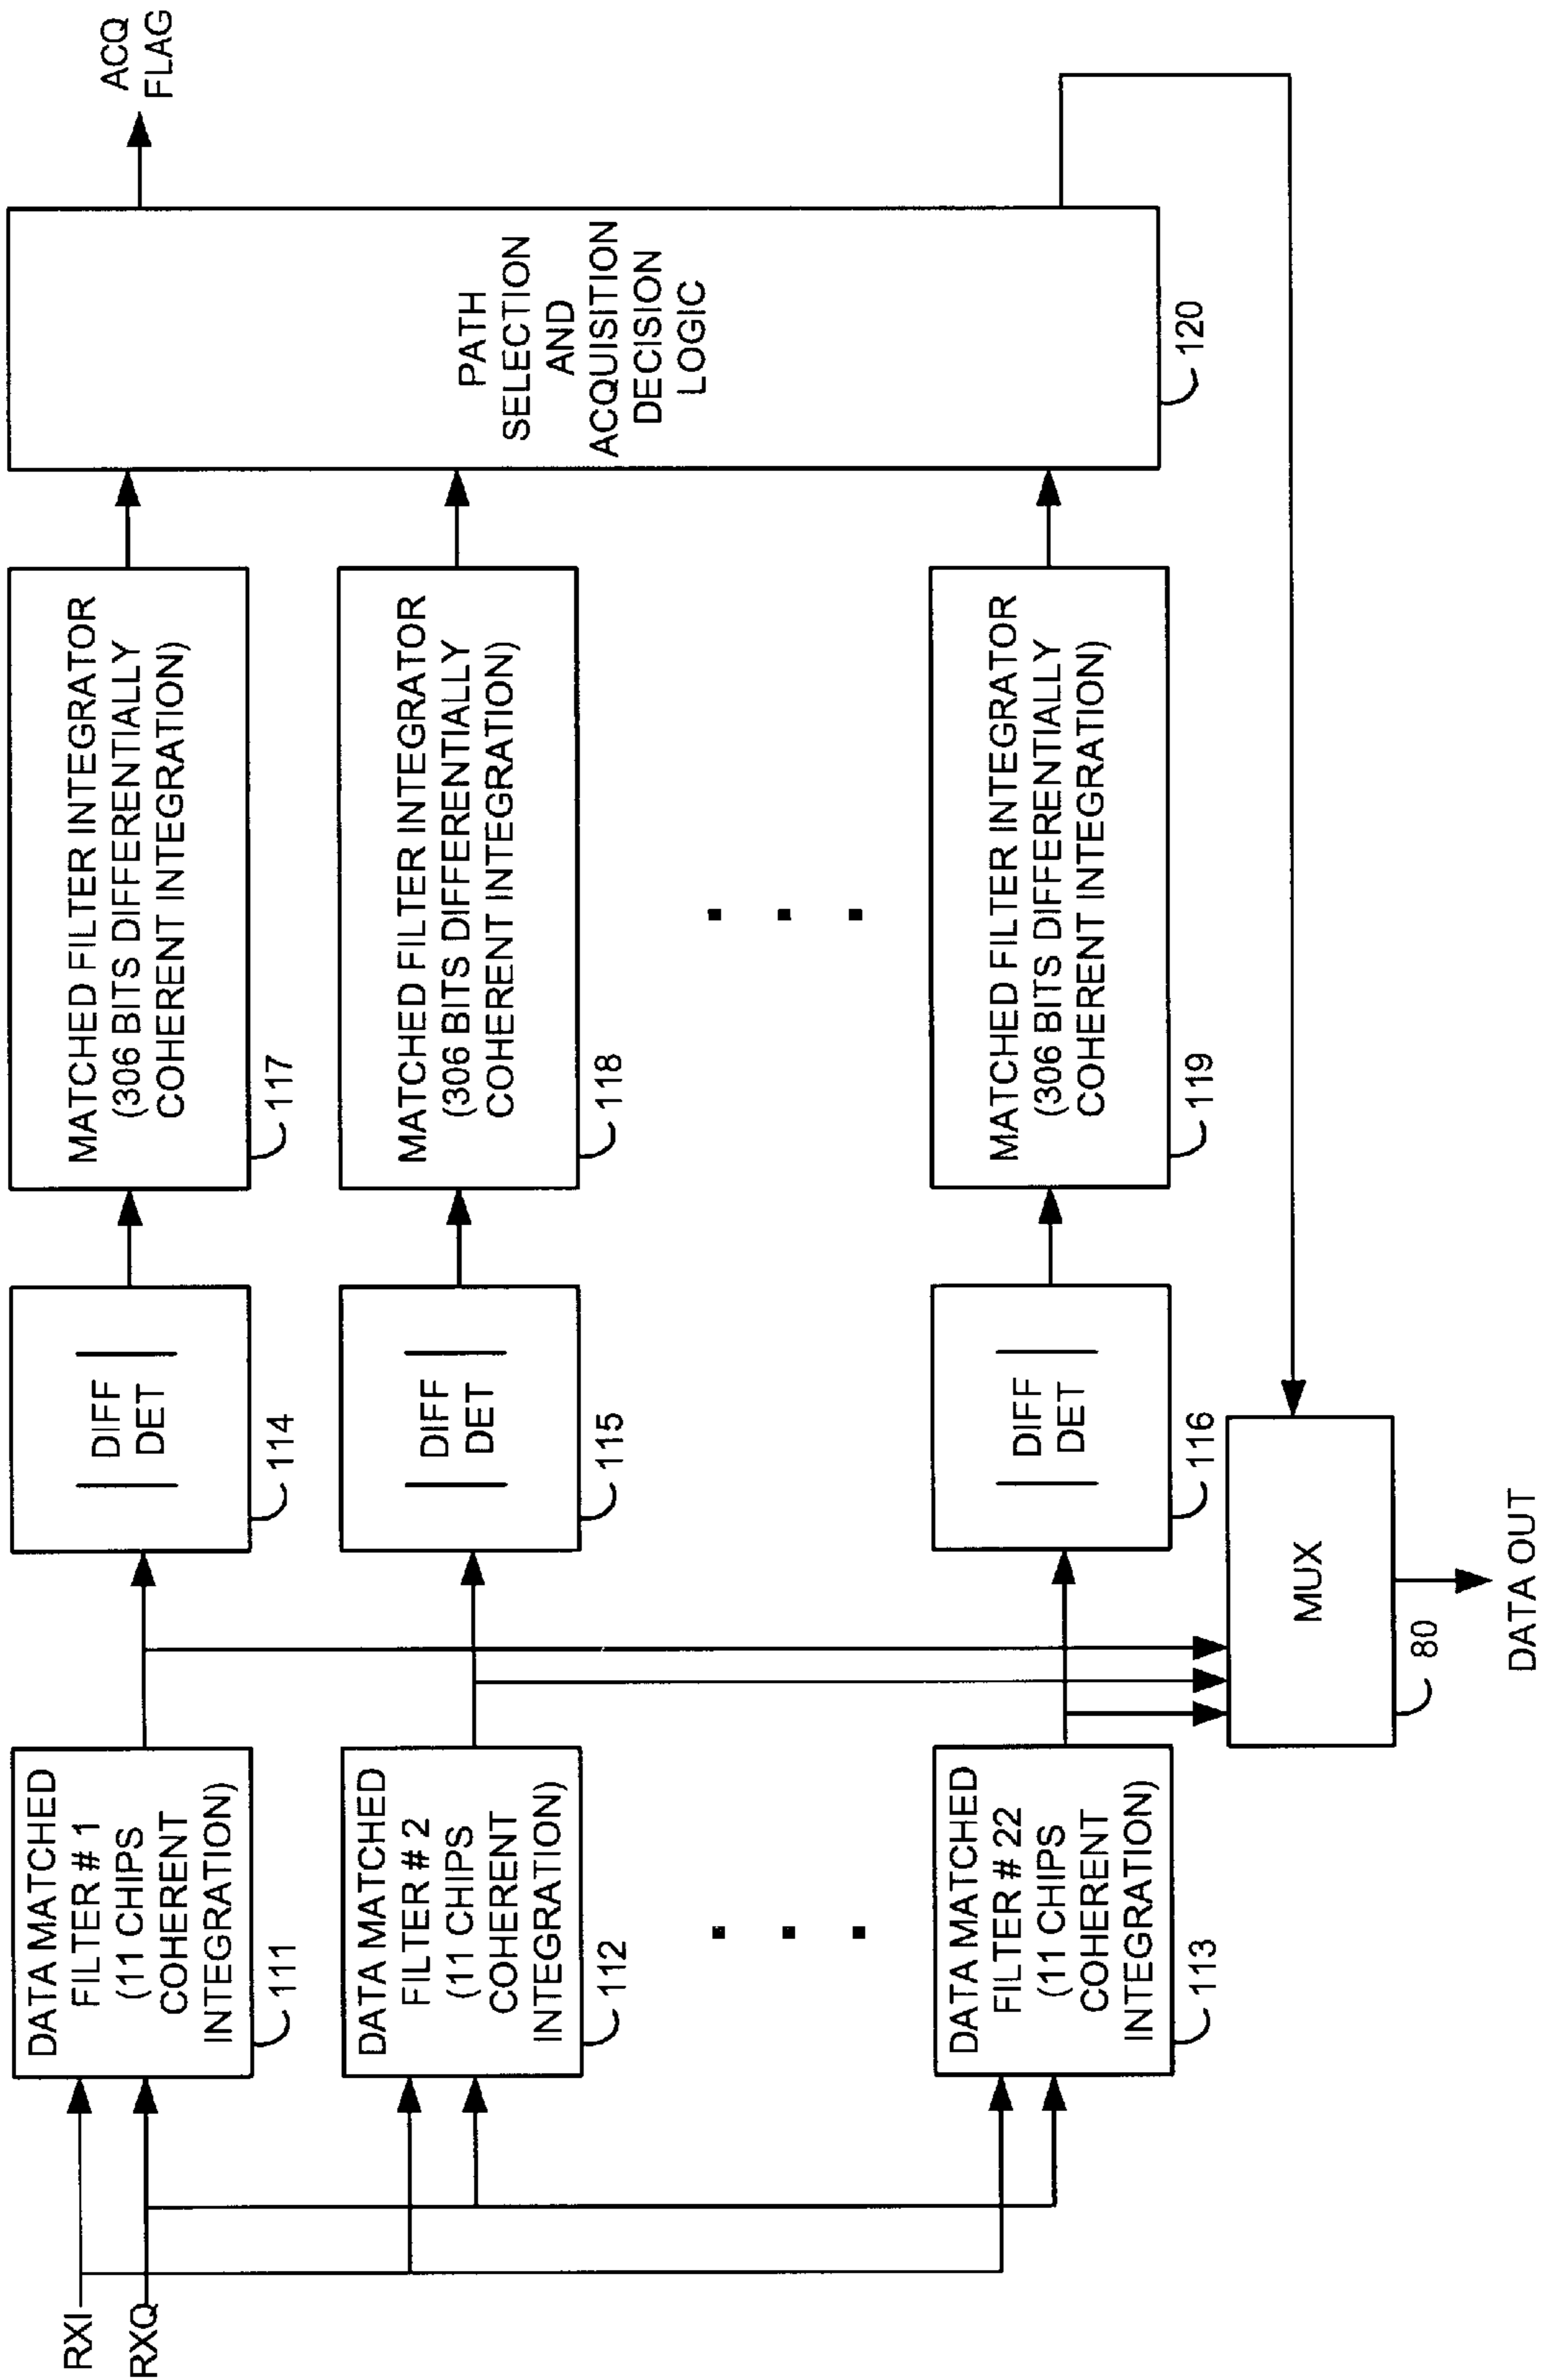 RXI
RXQ
DATA MATCHED
FILTER # 1
(11 CHIPS
COHERENT
INTEGRATION)
111
DIFF
DET
114
MATCHED FILTER INTEGRATOR
(306 BITS DIFFERENTIALLY
COHERENT INTEGRATION)
117
ACQ
FLAG
DATA MATCHED
FILTER # 2
(11 CHIPS
COHERENT
INTEGRATION)
112
DIFF
DET
115
MATCHED FILTER INTEGRATOR
(306 BITS DIFFERENTIALLY
COHERENT INTEGRATION)
118
PATH
SELECTION
AND
ACQUISITION
DECISION
LOGIC
120
DATA MATCHED
FILTER # 22
(11 CHIPS
COHERENT
INTEGRATION)
113
DIFF
DET
116
MATCHED FILTER INTEGRATOR
(306 BITS DIFFERENTIALLY
COHERENT INTEGRATION)
119
MUX
80
DATA OUT